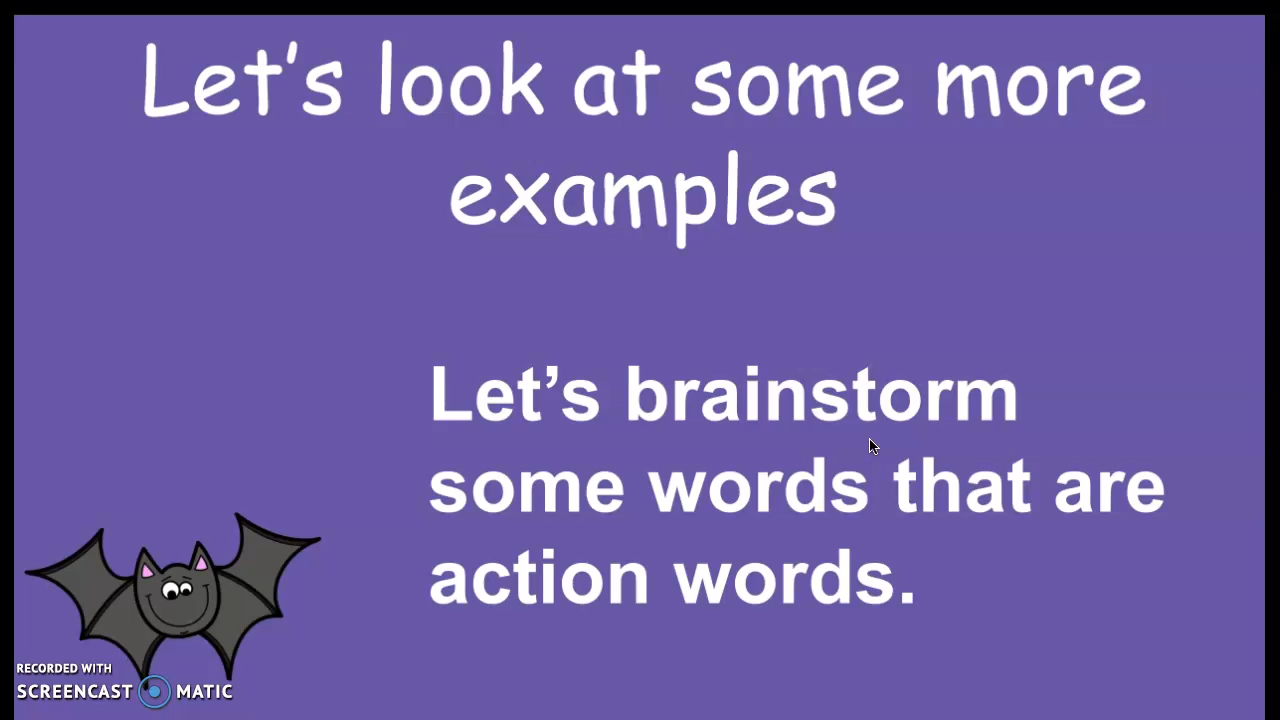 Let’s look at some more
examples
Let’s brainstorm
some words that are
action words.
RECORDED WITH
SCREENCAST MATIC